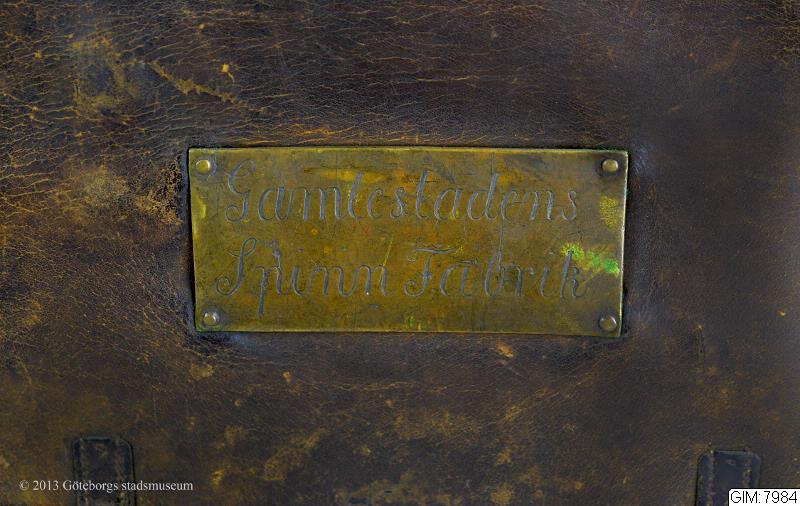 Gamlestadens
Spinn Fabrik
© 2013 Göteborgs stadsmuseum
GIM:7984